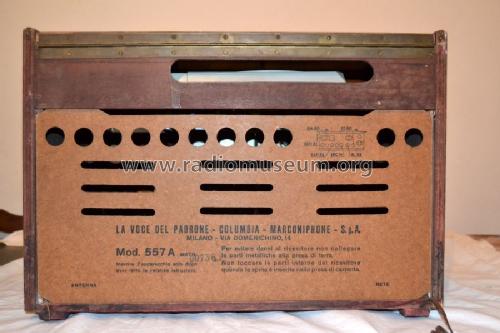 www.radiomuseum.org
LA VOCE DEL PADRONE - COLUMBIA - MARCONIPHONE - S.p.A.
MILANO - VIA DOMENICHINO, 14
Mod. 557 A
Per evitare danni al ricevitore non collegare
le parti metalliche alla presa di terra.
Non toccare le parti interne del ricevitore
quando la spina è inserita nella presa di corrente.
ANTENNA
RETE